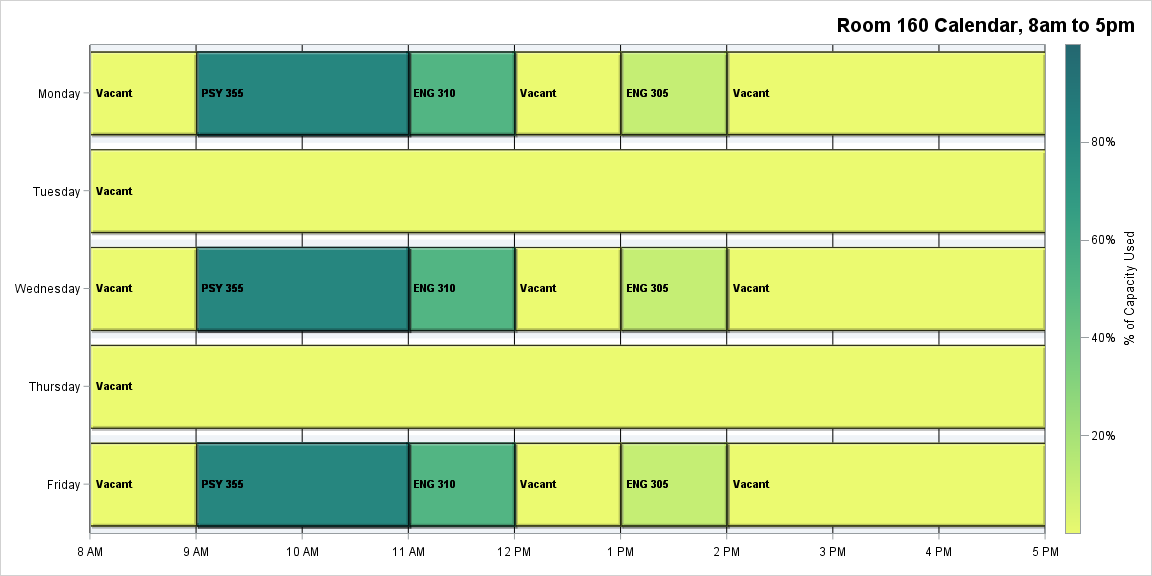 Room 160 Calendar, 8am to 5pm
Monday Vacant PSY 355 ENG 310 Vacant ENG 305 Vacant
80%
Tuesday Vacant
60%
% of Capacity Used
Wednesday Vacant PSY 355 ENG 310 Vacant ENG 305 Vacant
40%
Thursday Vacant
20%
Friday Vacant PSY 355 ENG 310 Vacant ENG 305 Vacant
8 AM 9 AM 10 AM 11 AM 12 PM 1 PM 2 PM 3 PM 4 PM 5 PM